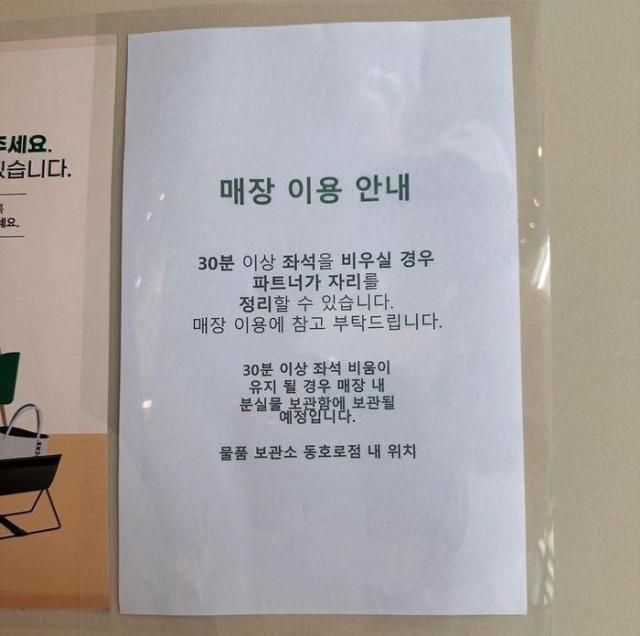 주세요.
있습니다.
록
세요.
매장 이용 안내
30분 이상 좌석을 비우실 경우
파트너가 자리를
정리할 수 있습니다.
매장 이용에 참고 부탁드립니다.
30분 이상 좌석 비움이
유지 될 경우 매장 내
분실물 보관함에 보관될
예정입니다.
물품 보관소 동호로점 내 위치